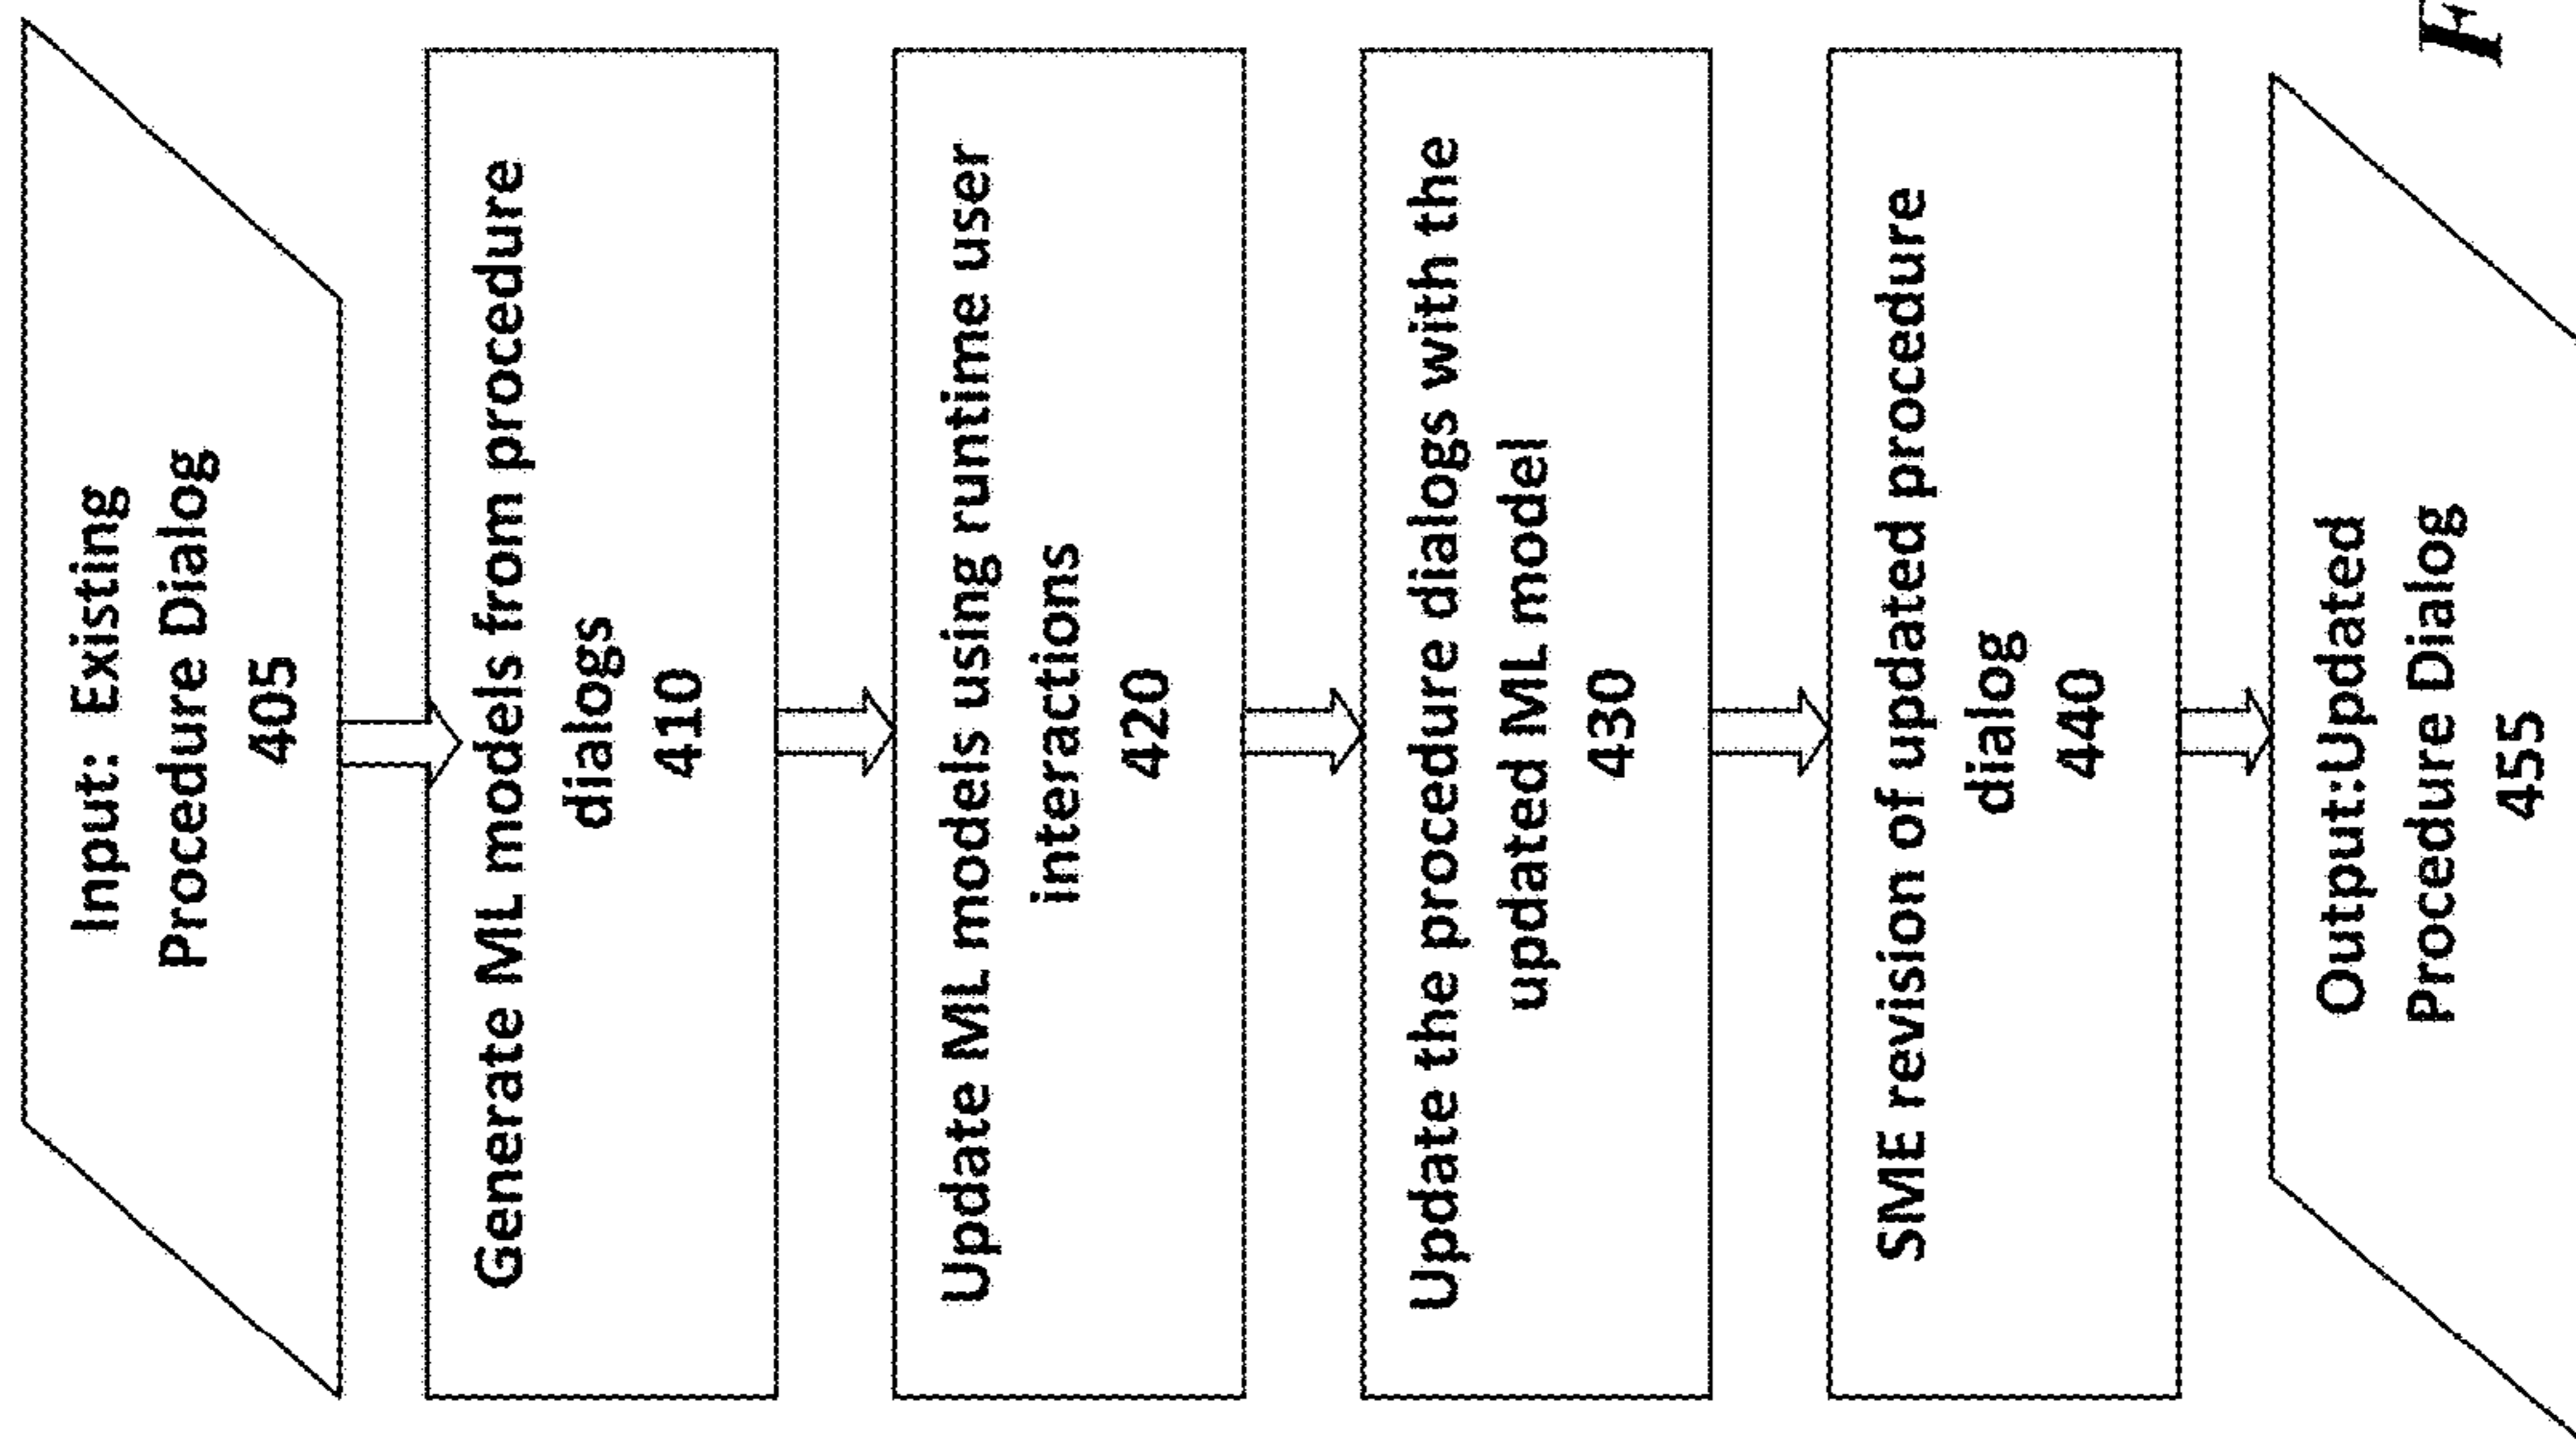 Input: Existing
Procedure Dialog
405
Generate ML models from procedure
dialogs
410
Update ML models using runtime user
interactions
420
Update the procedure dialogs with the
updated ML model
430
SME revision of updated procedure
dialog
440
Output:Updated
Procedure Dialog
455
F